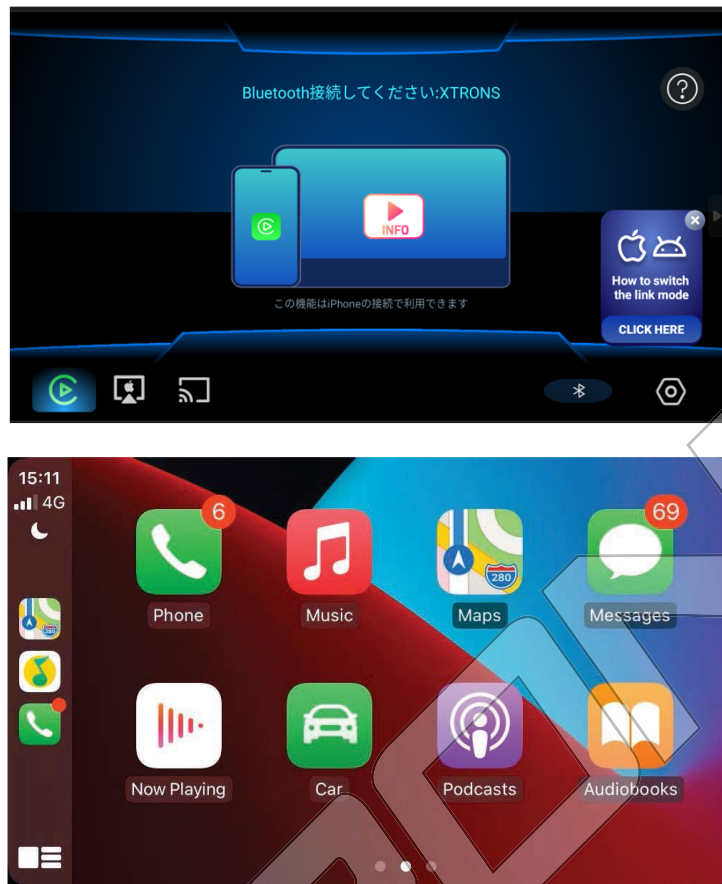 Bluetooth接続してください:XTRONS
?
INFO
この機能はiPhoneの接続で利用できます
How to switch
the link mode
CLICK HERE
15:11
4G
6
69
280
280
Phone
Music
Maps
Messages
Now Playing
Car
Podcasts
Audiobooks